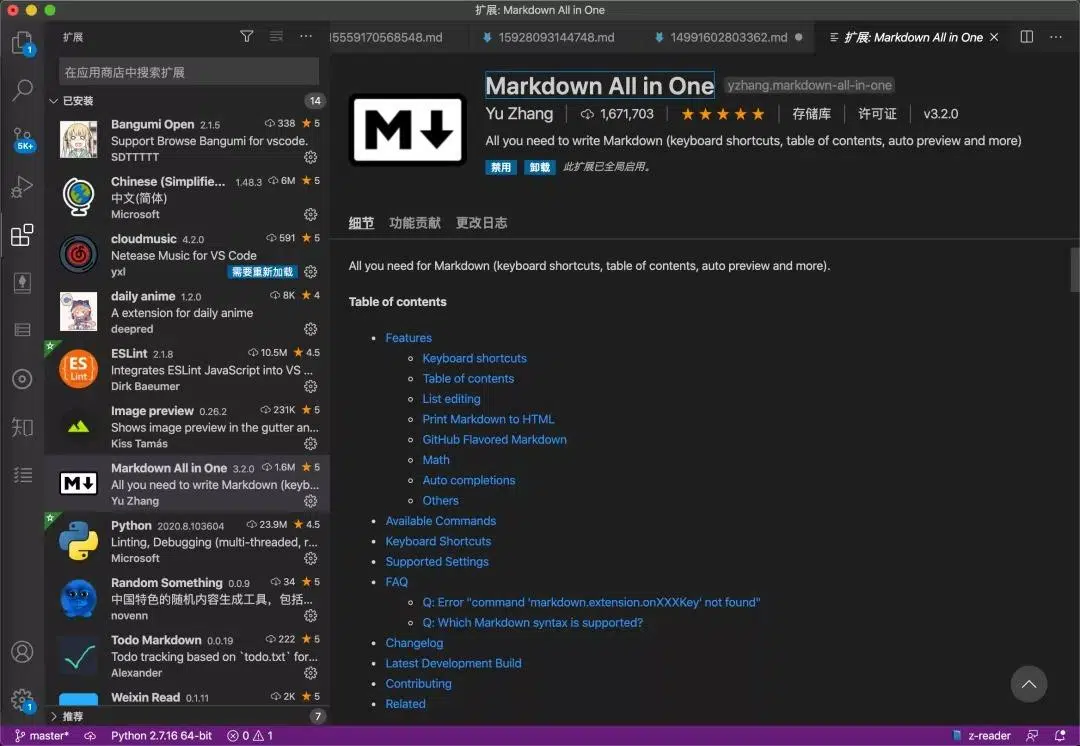 扩展: Markdown All in One
扩展
15559170568548.md
15928093144748.md
14991602803362.md
扩展: Markdown All in One
1
5K+
知
1
在应用商店中搜索扩展
已安装
14
Bangumi Open 2.1.5 338 ★ 5
Support Browse Bangumi for vscode.
SDTTTTT
Chinese (Simplifie... 1.48.3 6M ★ 5
中文(简体)
Microsoft
cloudmusic 4.2.0 591 ★ 5
Netease Music for VS Code
yxl 需要重新加载
daily anime 1.2.0 8K ★ 4
A extension for daily anime
deepred
ES
Lint
ESLint 2.1.8 10.5M ★ 4.5
Integrates ESLint JavaScript into VS ...
Dirk Baeumer
Image preview 0.26.2 231K ★ 5
Shows image preview in the gutter an...
Kiss Tamás
M
Markdown All in One 3.2.0 1.6M ★ 5
All you need to write Markdown (keyb...
Yu Zhang
Python 2020.8.103604 23.9M ★ 4.5
Linting, Debugging (multi-threaded, r...
Microsoft
Random Something 0.0.9 34 ★ 5
中国特色的随机内容生成工具，包括...
novenn
Todo Markdown 0.0.19 222 ★ 5
Todo tracking based on `todo.txt` for...
Alexander
Weixin Read 0.1.11 2K ★ 5
推荐
7
M
Markdown All in One yzhang.markdown-all-in-one
Yu Zhang 1,671,703 ★★★★★ 存储库 许可证 v3.2.0
All you need to write Markdown (keyboard shortcuts, table of contents, auto preview and more)
禁用 卸载 此扩展已全局启用。
细节 功能贡献 更改日志
All you need for Markdown (keyboard shortcuts, table of contents, auto preview and more).
Table of contents
Features
Keyboard shortcuts
Table of contents
List editing
Print Markdown to HTML
GitHub Flavored Markdown
Math
Auto completions
Others
Available Commands
Keyboard Shortcuts
Supported Settings
FAQ
Q: Error "command 'markdown.extension.onXXXKey' not found"
Q: Which Markdown syntax is supported?
Changelog
Latest Development Build
Contributing
Related
master* Python 2.7.16 64-bit 0 1 z-reader